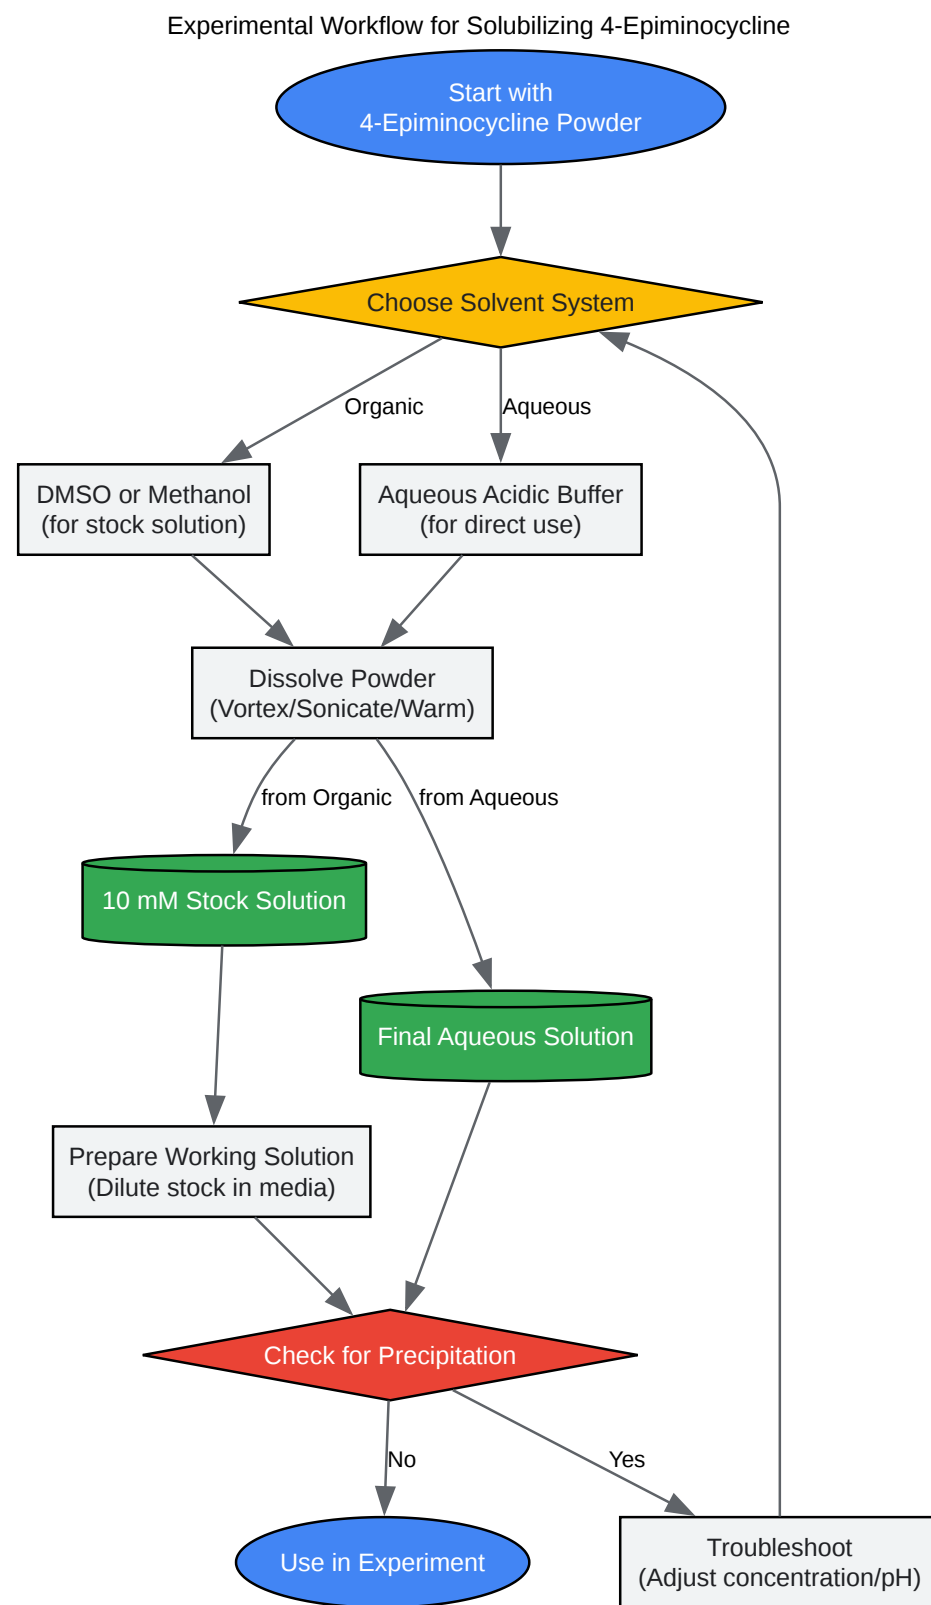 Experimental Workflow for Solubilizing 4-Epiminocycline
Start with
4-Epiminocycline Powder
Choose Solvent System
Organic
Aqueous
DMSO or Methanol
(for stock solution)
Aqueous Acidic Buffer
(for direct use)
Dissolve Powder
(Vortex/Sonicate/Warm)
from Organic
from Aqueous
10 mM Stock Solution
Final Aqueous Solution
Prepare Working Solution
(Dilute stock in media)
Check for Precipitation
No
Yes
Use in Experiment
Troubleshoot
(Adjust concentration/pH)